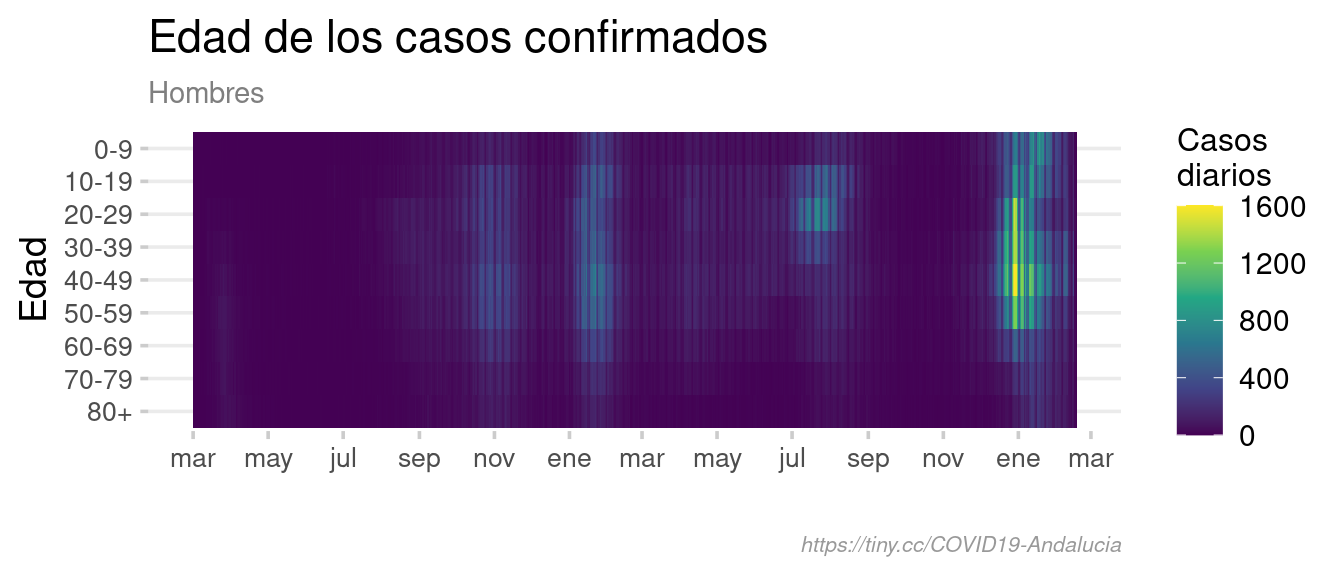 Edad de los casos confirmados
Hombres
Casos
diarios
1600
1200
800
400
0
Edad
0-9
10-19
20-29
30-39
40-49
50-59
60-69
70-79
80+
mar may jul sep nov ene mar may jul sep nov ene mar
https://tiny.cc/COVID19-Andalucia